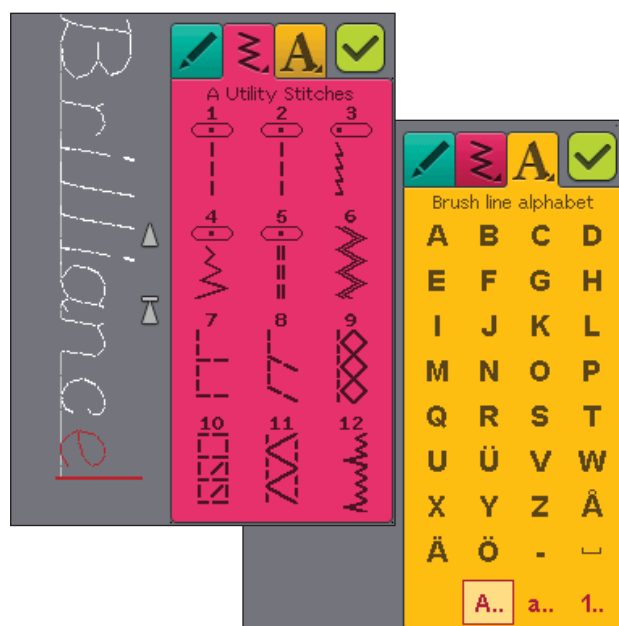 Brilliance
A
A Utility Stitches
1 2 3
4 5 6
7 8 9
10 11 12
A
Brush line alphabet
A B C D
E F G H
I J K L
M N O P
Q R S T
U Ü V W
X Y Z Å
Ä Ö -
A.. a.. 1..